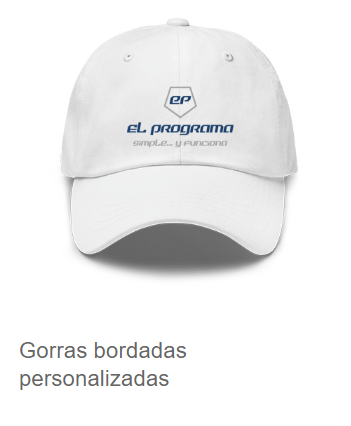 eP
EL PROGRAMA
SIMPLE... Y FUNCIONA
Gorras bordadas
personalizadas